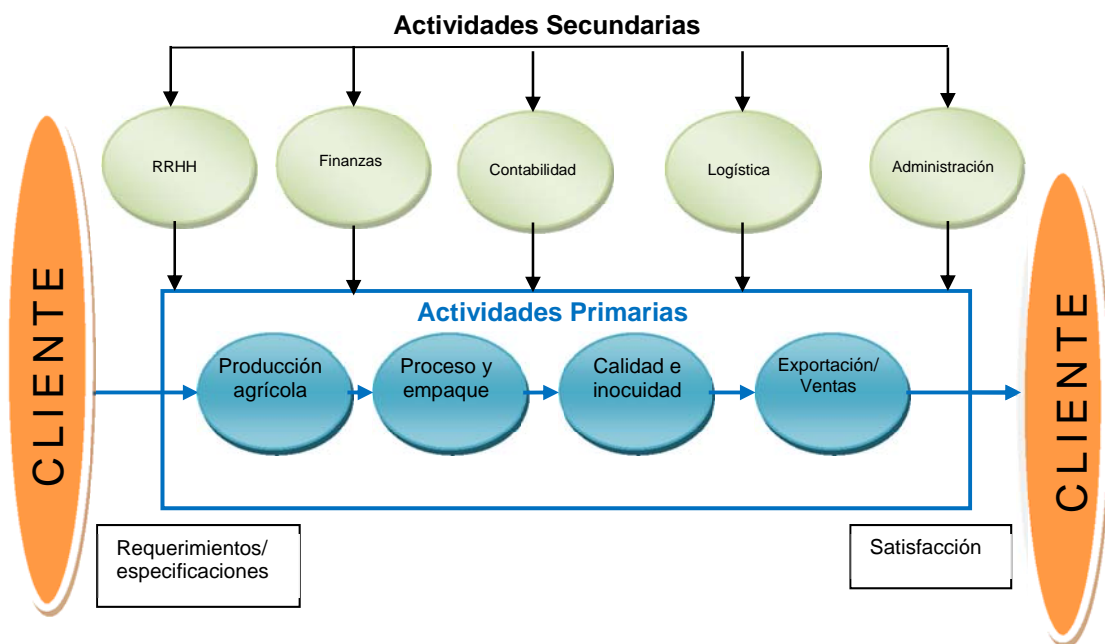 Actividades Secundarias
RRHH
Finanzas
Contabilidad
Logística
Administración
CLIENTE
Actividades Primarias
Producción
agrícola
Proceso y
empaque
Calidad e
inocuidad
Exportación/
Ventas
CLIENTE
Requerimientos/
especificaciones
Satisfacción